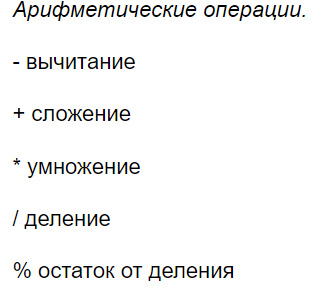 Арифметические операции.
- вычитание
+ сложение
* умножение
/ деление
% остаток от деления